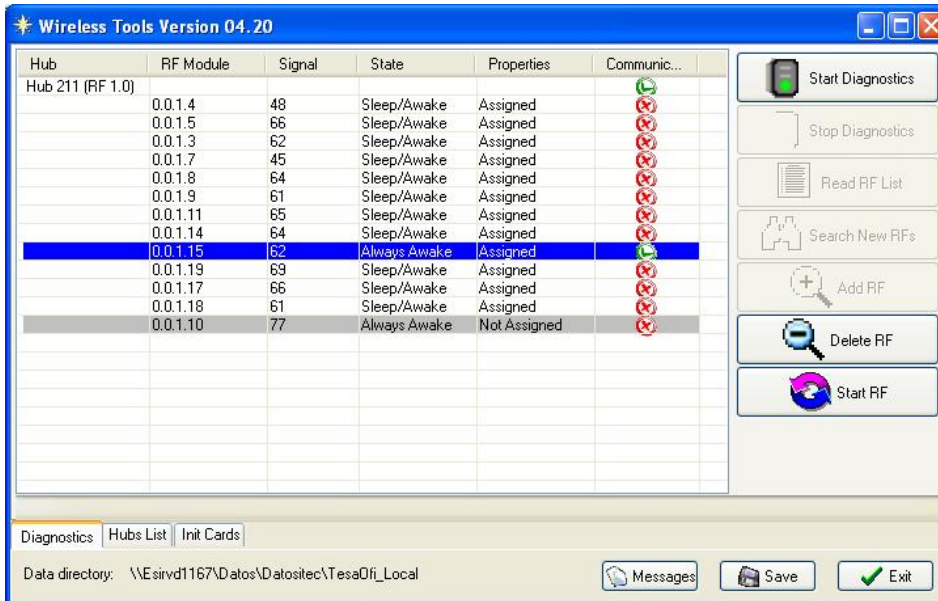 Wireless Tools Version 04.20
Hub RF Module Signal State Properties Communic...
Hub 211 (RF 1.0)
0.0.1.4 48 Sleep/Awake Assigned
0.0.1.5 66 Sleep/Awake Assigned
0.0.1.3 62 Sleep/Awake Assigned
0.0.1.7 45 Sleep/Awake Assigned
0.0.1.8 64 Sleep/Awake Assigned
0.0.1.9 61 Sleep/Awake Assigned
0.0.1.11 65 Sleep/Awake Assigned
0.0.1.14 64 Sleep/Awake Assigned
0.0.1.15 62 Always Awake Assigned
0.0.1.19 69 Sleep/Awake Assigned
0.0.1.17 66 Sleep/Awake Assigned
0.0.1.18 61 Sleep/Awake Assigned
0.0.1.10 77 Always Awake Not Assigned
Start Diagnostics
Stop Diagnostics
Read RF List
Search New RFs
Add RF
Delete RF
Start RF
Diagnostics Hubs List Init Cards
Data directory: \\Esirvd1167\Datos\Datositec\TesaOfi_Local
Messages Save Exit